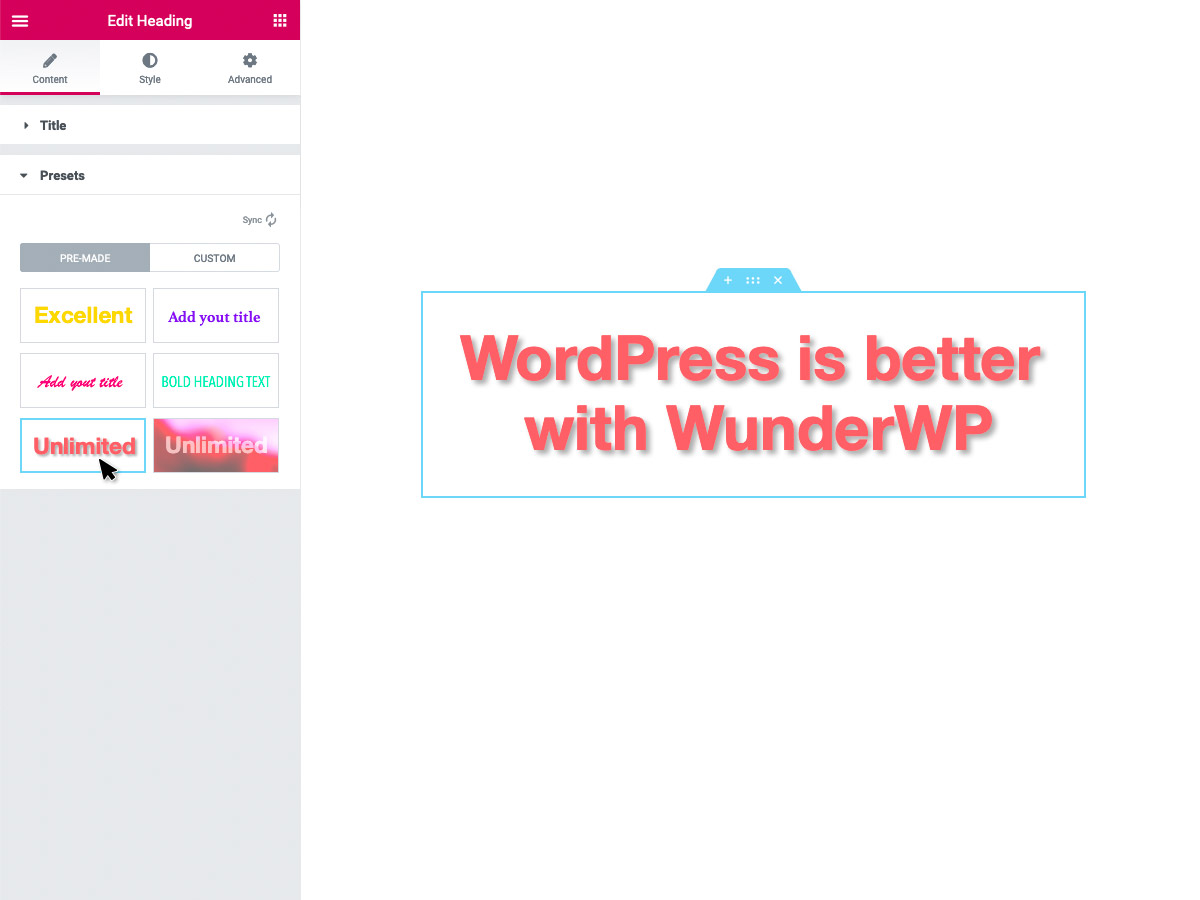 Edit Heading
Content Style Advanced
Title
Presets
Sync
PRE-MADE CUSTOM
Excellent Add yout title
Add yout title BOLD HEADING TEXT
Unlimited Unlimited
WordPress is better
with WunderWP